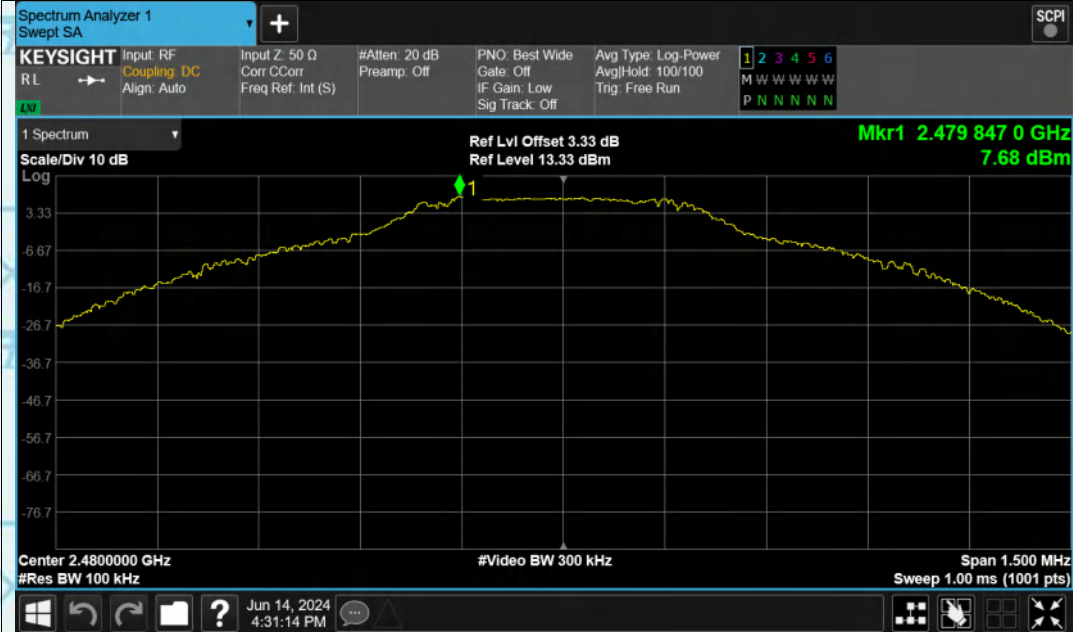 Spectrum Analyzer 1
Swept SA
+
SCPI
KEYSIGHT
RL
LXI
Input: RF
Coupling: DC
Align: Auto
Input Z: 50 Ω
Corr CCorr
Freq Ref: Int (S)
#Atten: 20 dB
Preamp: Off
PNO: Best Wide
Gate: Off
IF Gain: Low
Sig Track: Off
Avg Type: Log-Power
Avg|Hold: 100/100
Trig: Free Run
1 2 3 4 5 6
M W W W W W
P N N N N N
1 Spectrum
Scale/Div 10 dB
Ref Lvl Offset 3.33 dB
Ref Level 13.33 dBm
Mkr1 2.479 847 0 GHz
7.68 dBm
Log
1
3.33
-6.67
-16.7
-26.7
-36.7
-46.7
-56.7
-66.7
-76.7
Center 2.4800000 GHz
#Video BW 300 kHz
Span 1.500 MHz
#Res BW 100 kHz
Sweep 1.00 ms (1001 pts)
?
Jun 14, 2024
4:31:14 PM